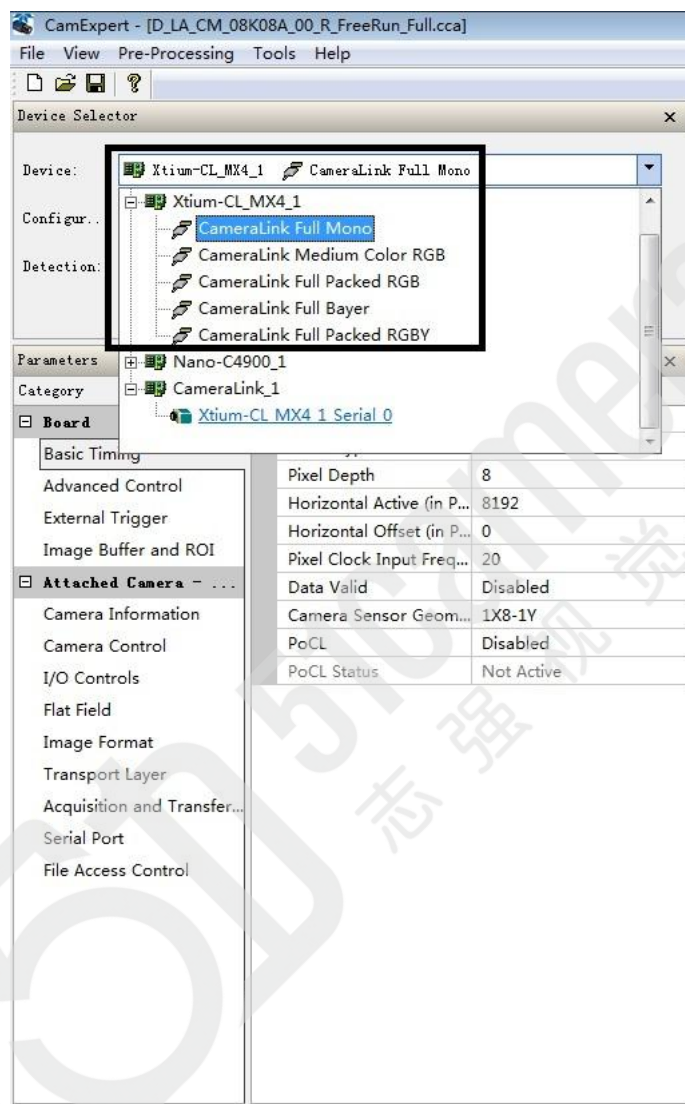 CamExpert - [D_LA_CM_08K08A_00_R_FreeRun_Full.cca]
File View Pre-Processing Tools Help
Device Selector
Device: Xtium-CL_MX4_1 CameraLink Full Mono
Configur..
Detection:
Xtium-CL_MX4_1
CameraLink Full Mono
CameraLink Medium Color RGB
CameraLink Full Packed RGB
CameraLink Full Bayer
CameraLink Full Packed RGBY
Nano-C4900_1
CameraLink_1
Xtium-CL MX4 1 Serial 0
Parameters
Category
Board
Basic Timing
Advanced Control
External Trigger
Image Buffer and ROI
Attached Camera - ...
Camera Information
Camera Control
I/O Controls
Flat Field
Image Format
Transport Layer
Acquisition and Transfer...
Serial Port
File Access Control
Pixel Depth 8
Horizontal Active (in P... 8192
Horizontal Offset (in P... 0
Pixel Clock Input Freq... 20
Data Valid Disabled
Camera Sensor Geom... 1X8-1Y
PoCL Disabled
PoCL Status Not Active
51camera
志强视觉